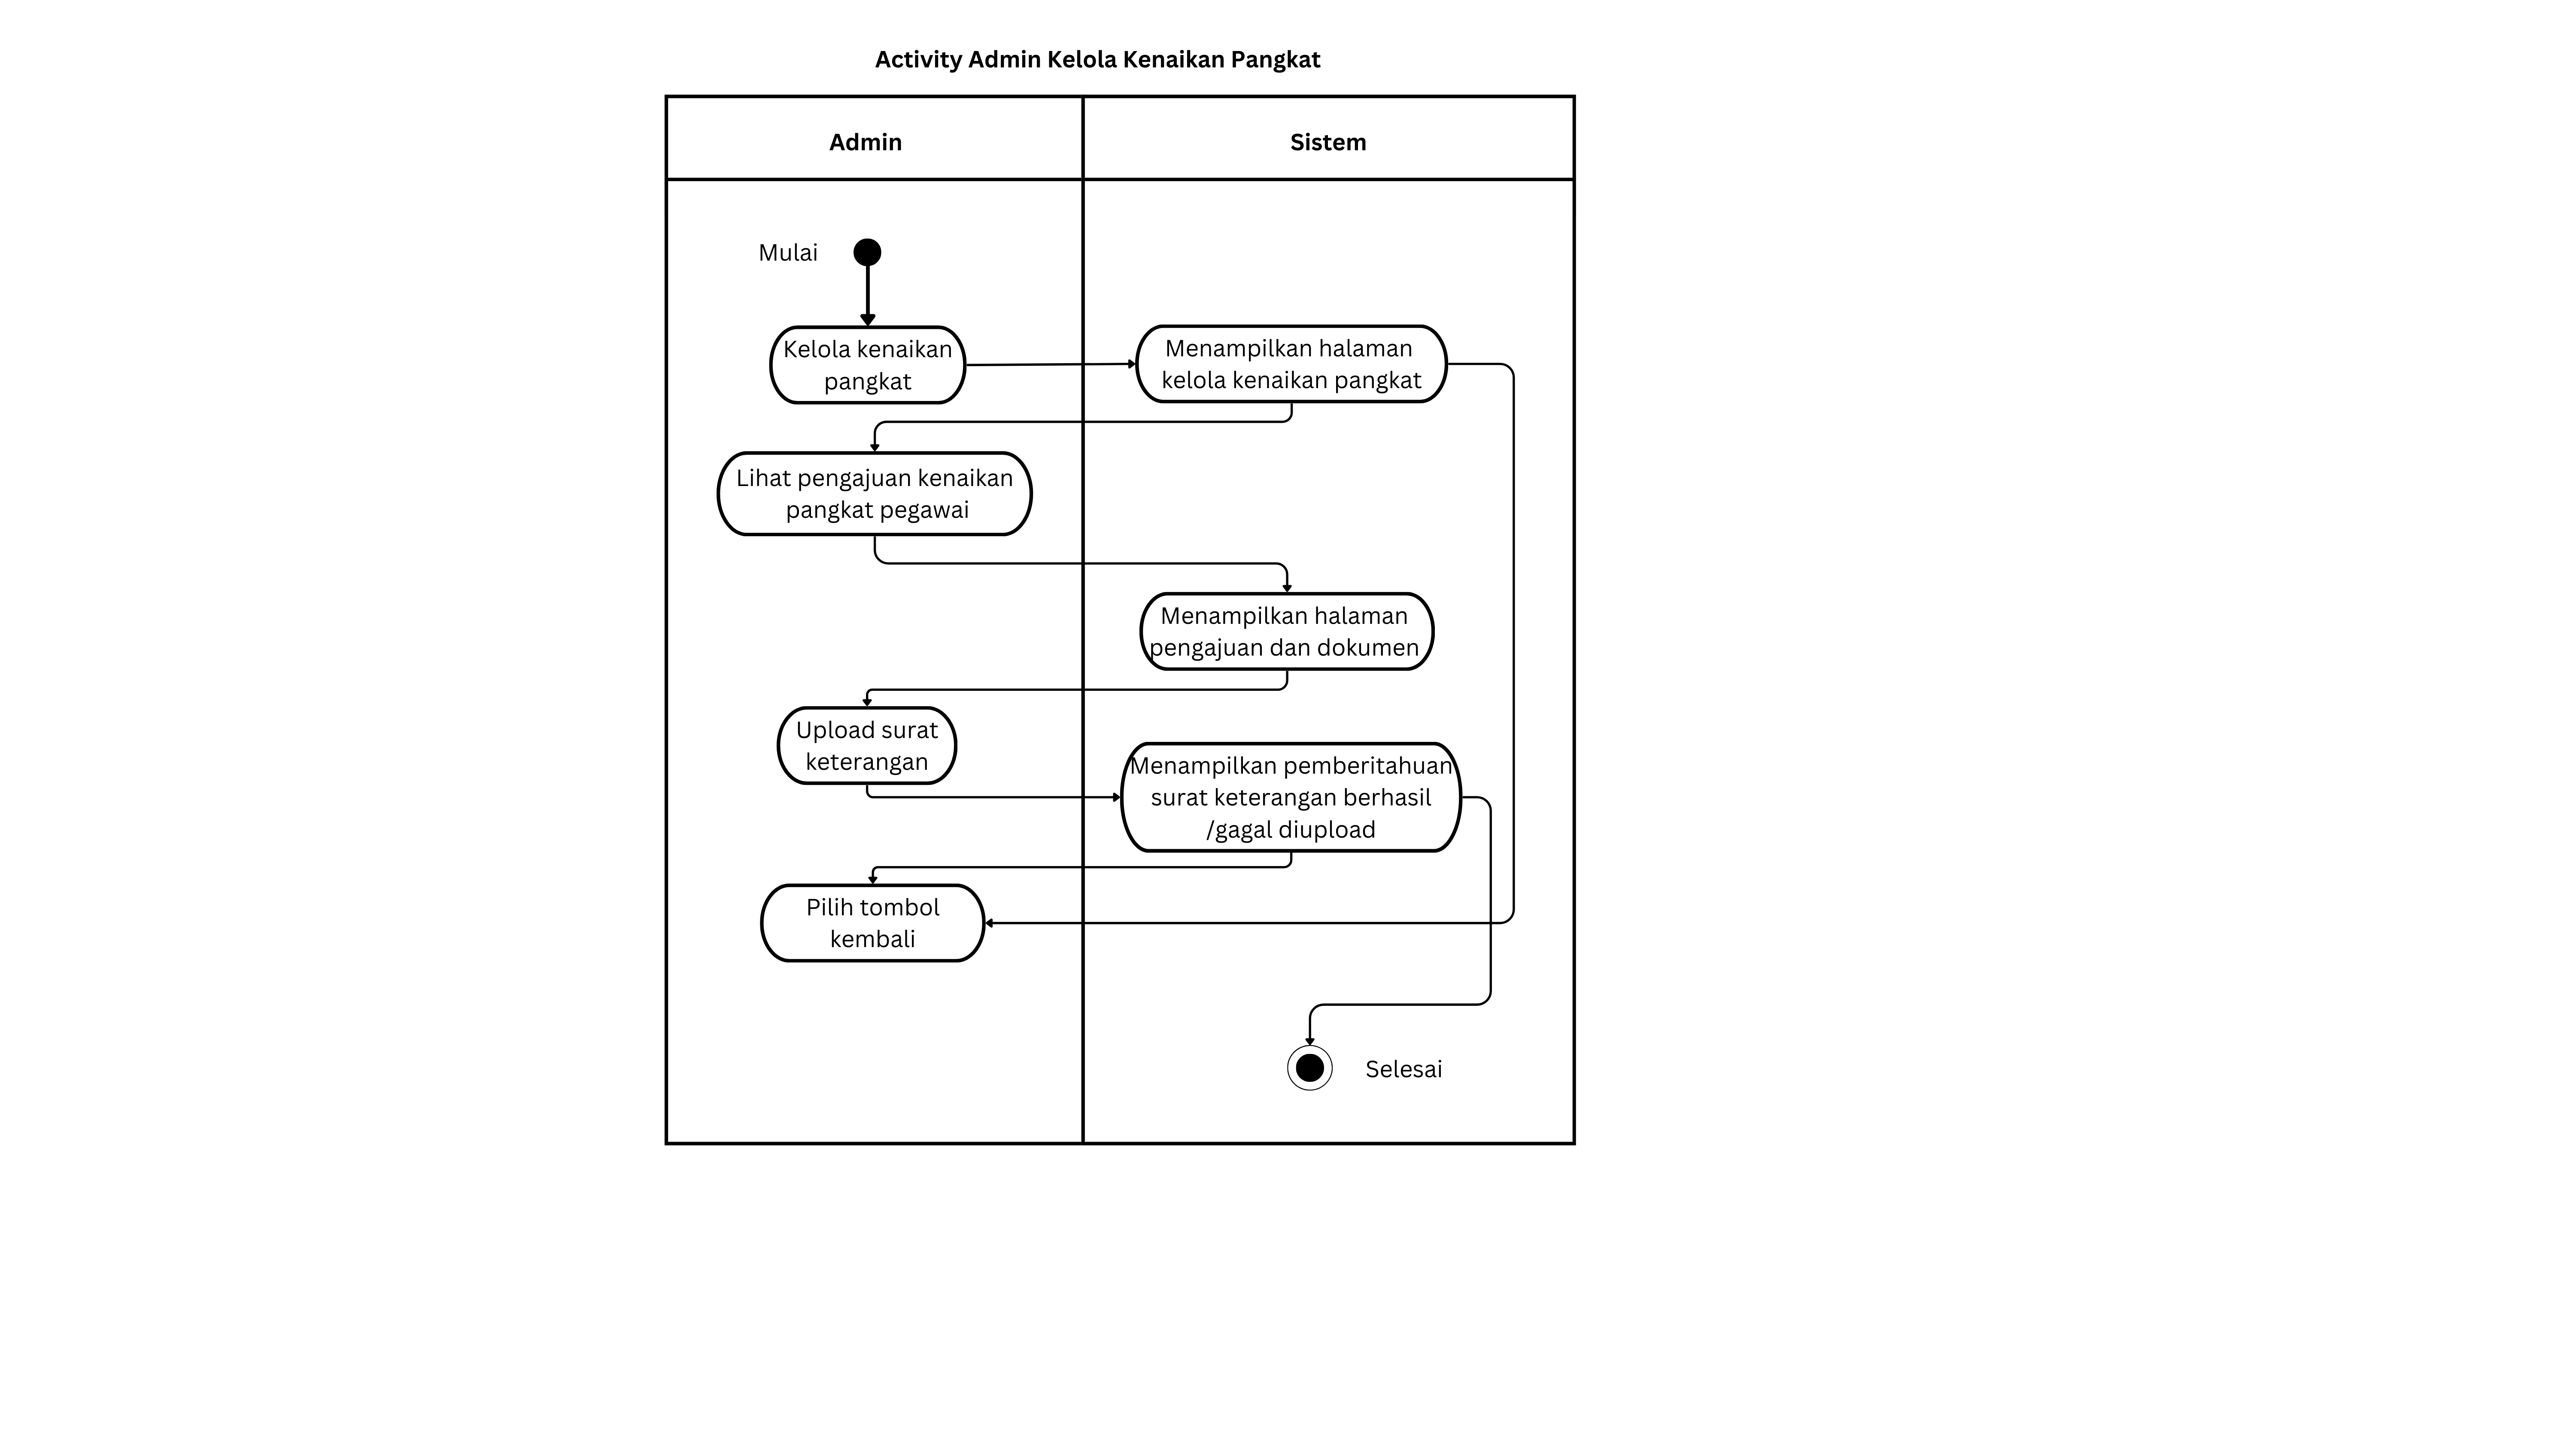 Activity Admin Kelola Kenaikan Pangkat
Admin
Sistem
Mulai
Kelola kenaikan
pangkat
Menampilkan halaman
kelola kenaikan pangkat
Lihat pengajuan kenaikan
pangkat pegawai
Menampilkan halaman
pengajuan dan dokumen
Upload surat
keterangan
Menampilkan pemberitahuan
surat keterangan berhasil
/gagal diupload
Pilih tombol
kembali
Selesai